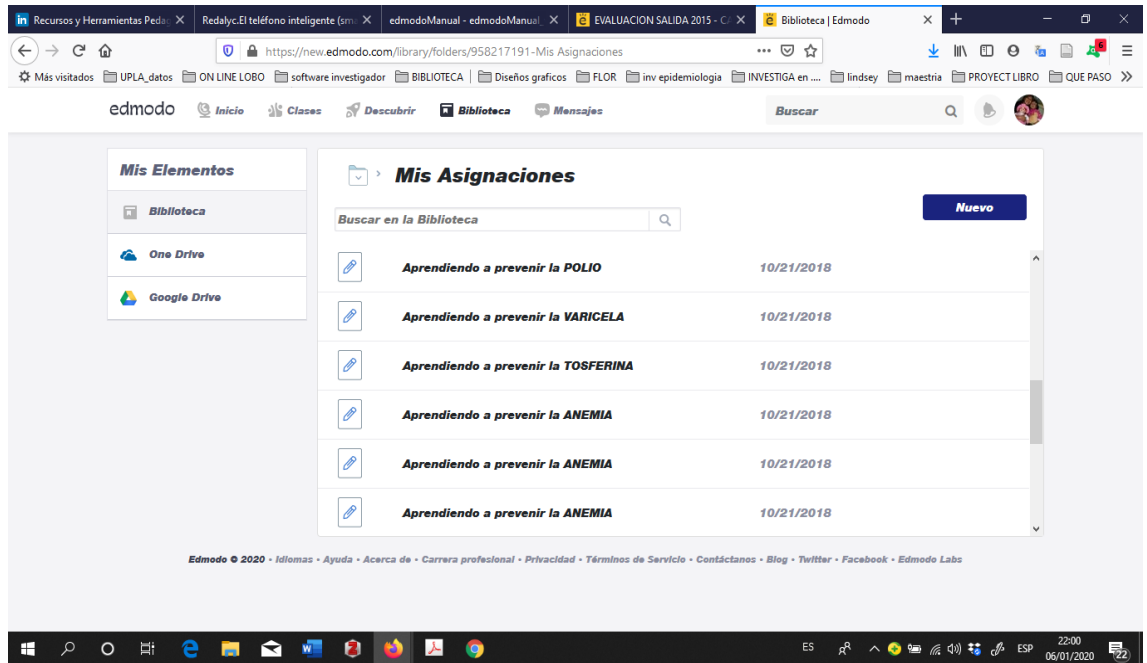 in Recursos y Herramientas Pedag
Redalyc.El teléfono inteligente (sm
edmodoManual - edmodoManual_
EVALUACION SALIDA 2015 - CA
Biblioteca | Edmodo
https://new.edmodo.com/library/folders/958217191-Mis Asignaciones
6
Más visitados UPLA_datos ON LINE LOBO software investigador BIBLIOTECA Diseños graficos FLOR inv epidemiologia INVESTIGA en .... lindsey maestria PROYECT LIBRO QUE PASO
edmodo Inicio Clases Descubrir Biblioteca Mensajes Buscar
Mis Elementos
Biblioteca
One Drive
Google Drive
Mis Asignaciones
Nuevo
Buscar en la Biblioteca
Aprendiendo a prevenir la POLIO 10/21/2018
Aprendiendo a prevenir la VARICELA 10/21/2018
Aprendiendo a prevenir la TOSFERINA 10/21/2018
Aprendiendo a prevenir la ANEMIA 10/21/2018
Aprendiendo a prevenir la ANEMIA 10/21/2018
Aprendiendo a prevenir la ANEMIA 10/21/2018
Edmodo © 2020 • Idiomas • Ayuda • Acerca de • Carrera profesional • Privacidad • Términos de Servicio • Contáctanos • Blog • Twitter • Facebook • Edmodo Labs
ES ESP 22:00
06/01/2020 22